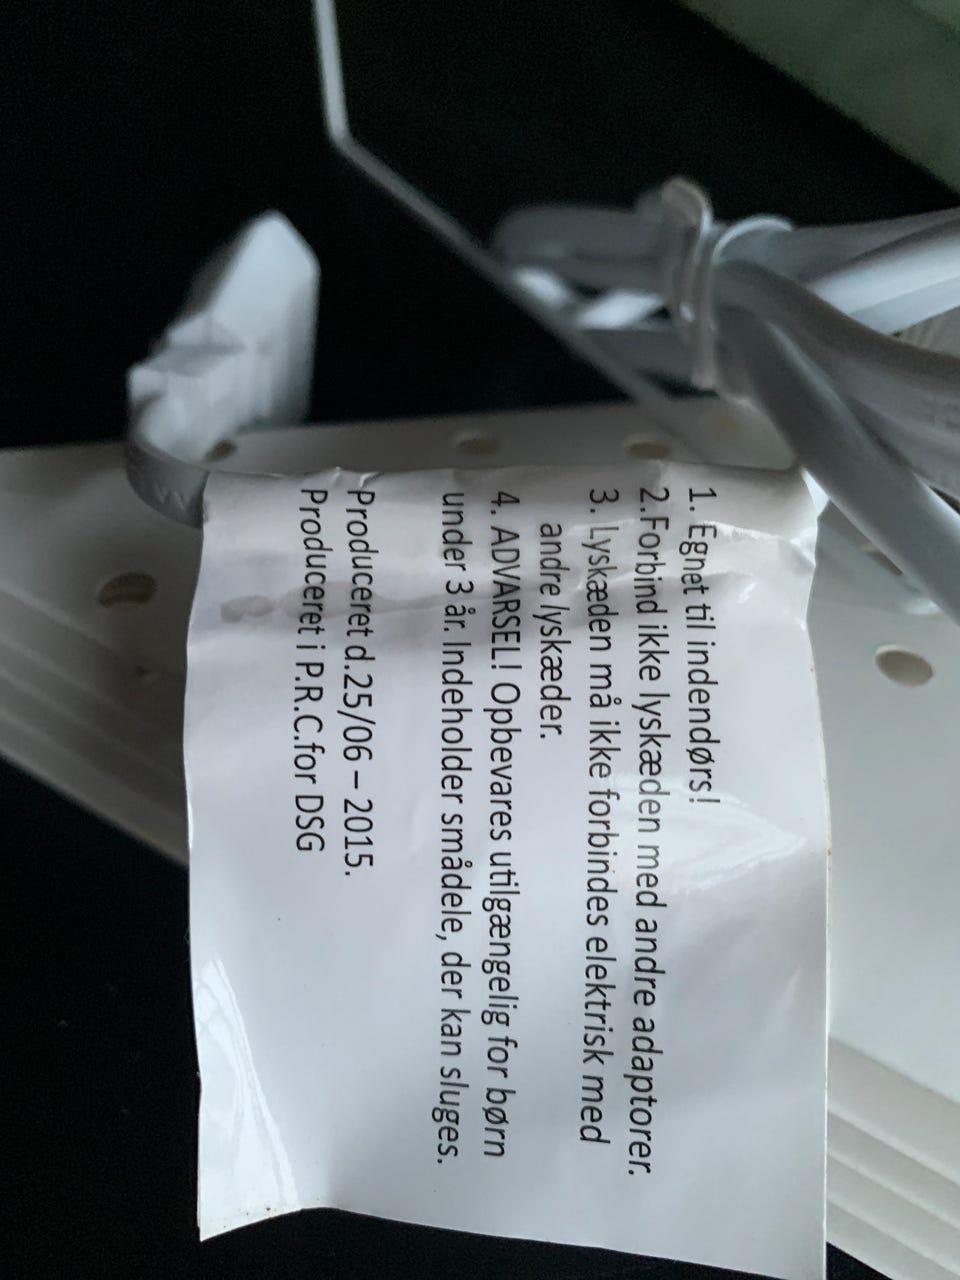 1. Egnet til indendørs!
2.Forbind ikke lyskæden med andre adaptorer.
3. Lyskæden må ikke forbindes elektrisk med
andre lyskæder.
4. ADVARSEL! Opbevares utilgængelig for børn
under 3 år. Indeholder smådele, der kan sluges.
Produceret d.25/06 – 2015.
Produceret i P.R.C.for DSG